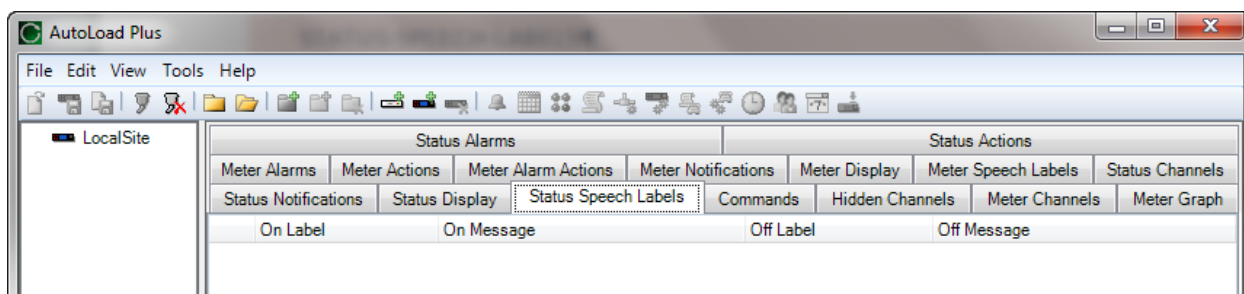 AutoLoad Plus
File Edit View Tools Help
LocalSite
Status Alarms Status Actions
Meter Alarms Meter Actions Meter Alarm Actions Meter Notifications Meter Display Meter Speech Labels Status Channels
Status Notifications Status Display Status Speech Labels Commands Hidden Channels Meter Channels Meter Graph
On Label On Message Off Label Off Message